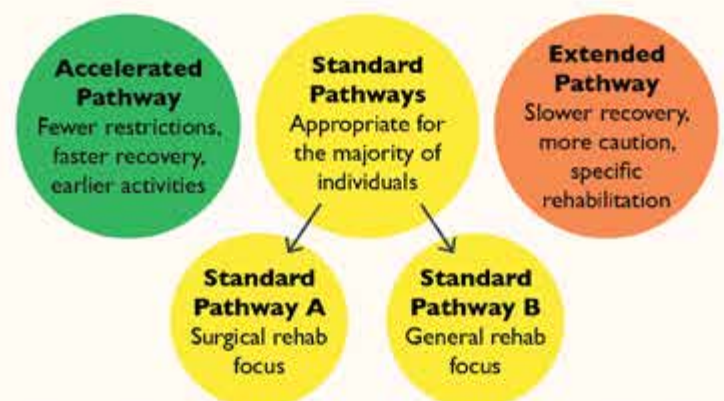 Accelerated
Pathway
Fewer restrictions,
faster recovery,
earlier activities
Standard
Pathways
Appropriate for
the majority of
individuals
Extended
Pathway
Slower recovery,
more caution,
specific
rehabilitation
Standard
Pathway A
Surgical rehab
focus
Standard
Pathway B
General rehab
focus